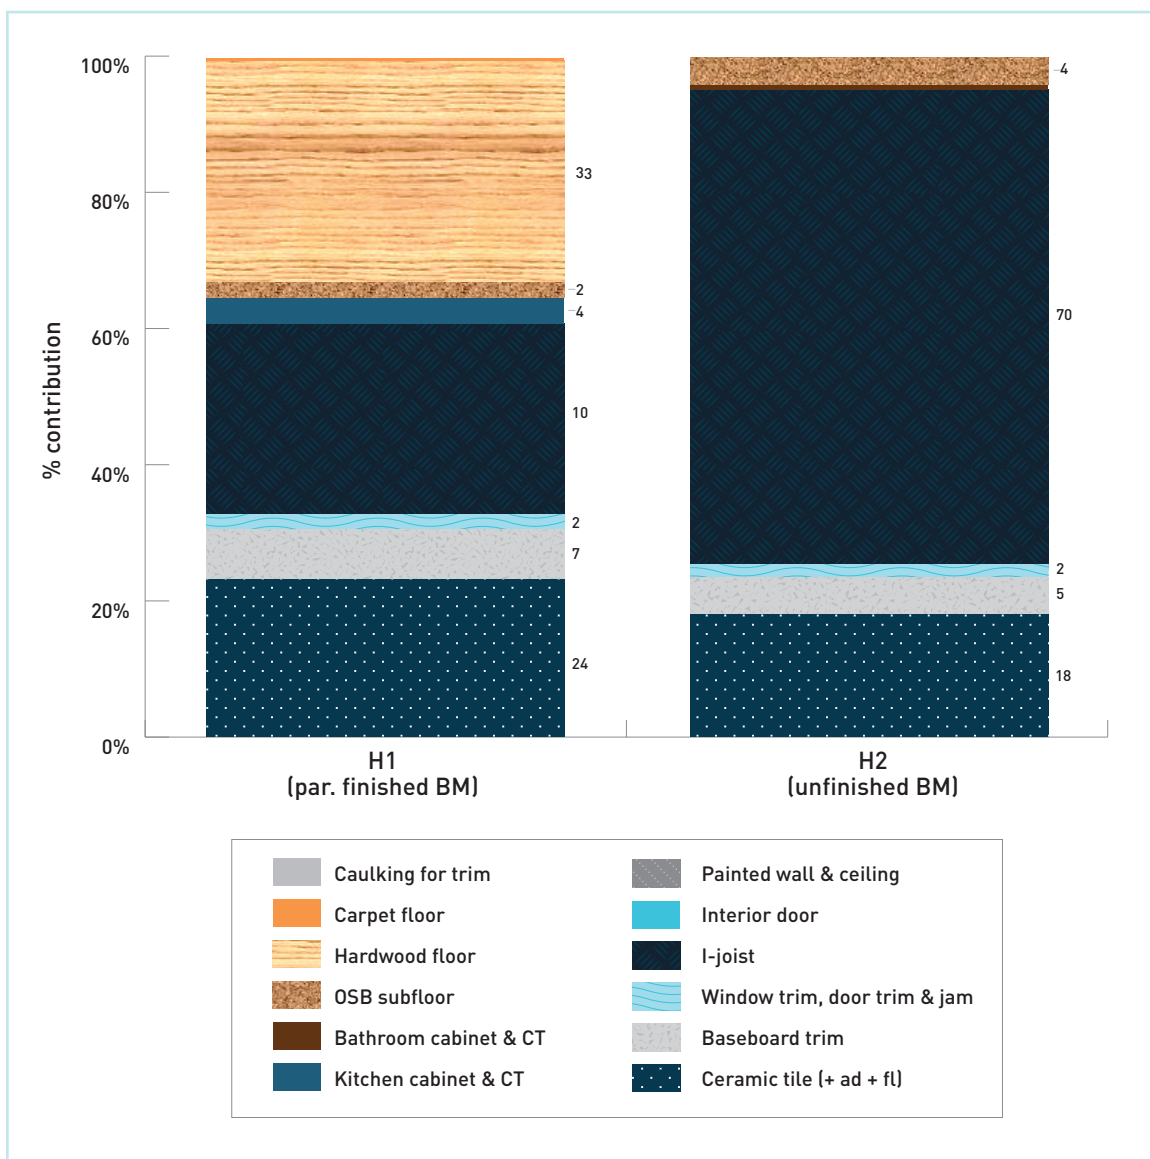 100%
80%
60%
40%
20%
0%
% contribution
33
2
4
10
2
7
24
4
70
2
5
18
H1
(par. finished BM)
H2
(unfinished BM)
Caulking for trim
Carpet floor
Hardwood floor
OSB subfloor
Bathroom cabinet & CT
Kitchen cabinet & CT
Painted wall & ceiling
Interior door
I-joist
Window trim, door trim & jam
Baseboard trim
Ceramic tile (+ ad + fl)